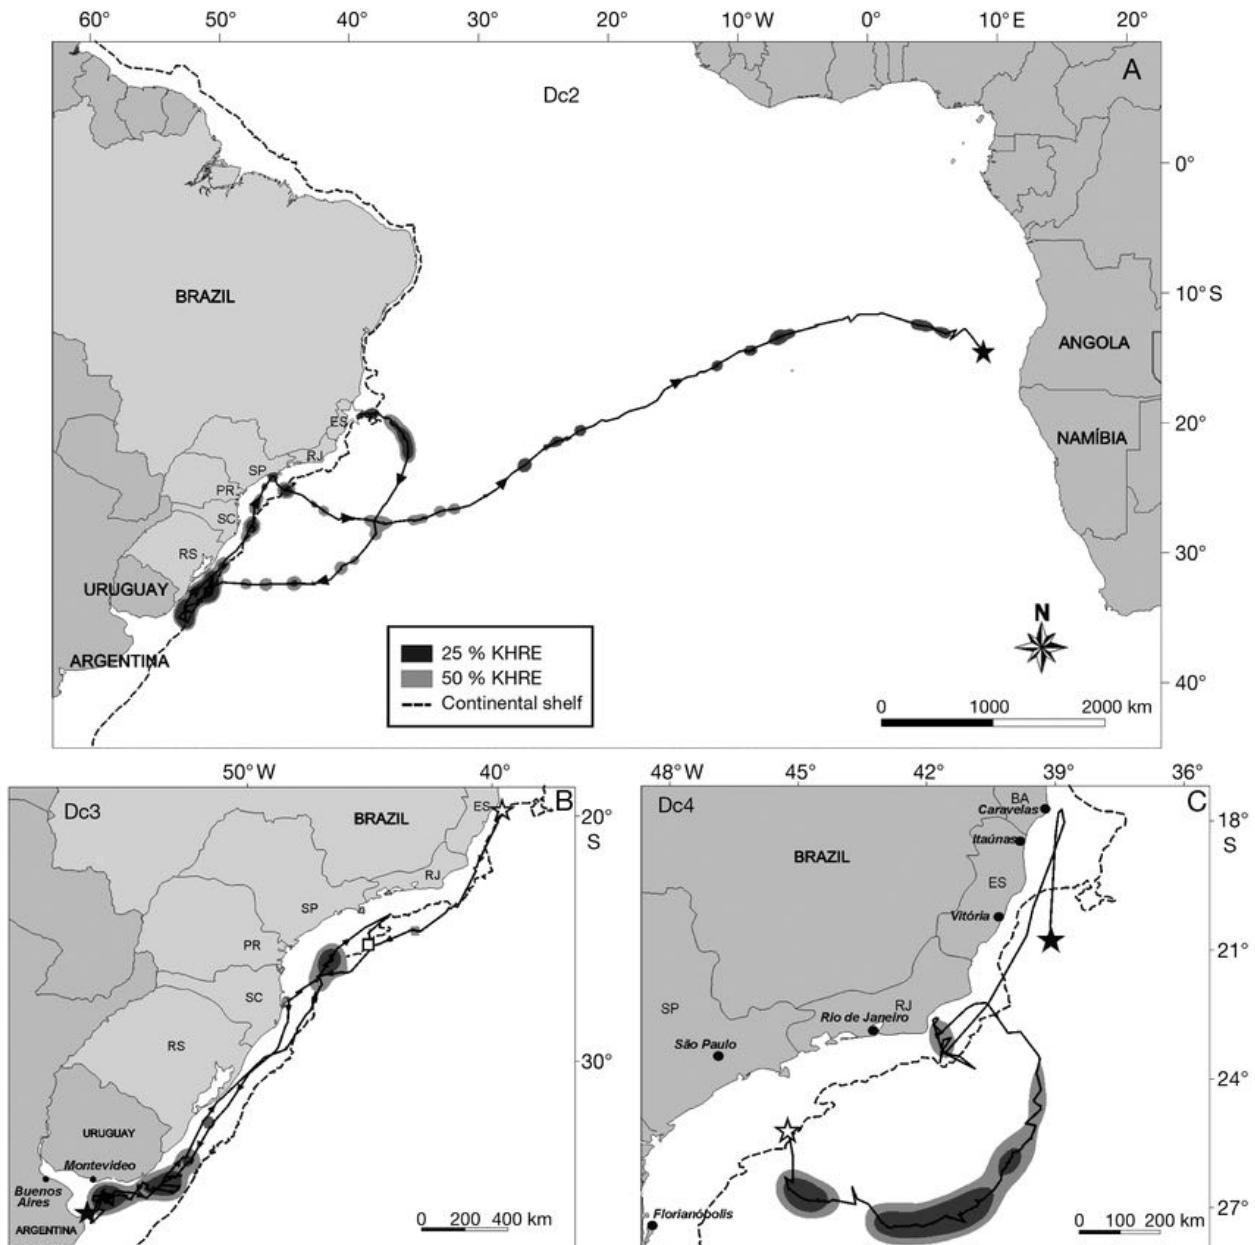 60° 50° 40° 30° 20° 10°W 0° 10°E 20°
A
Dc2
0°
BRAZIL
10°S
ANGOLA
ES
20°
NAMÍBIA
RJ
SP
PR
SC
RS
30°
URUGUAY
N
ARGENTINA
25 % KHRE
50 % KHRE
Continental shelf
40°
0 1000 2000 km
50°W 40°
B
Dc3
ES
BRAZIL
20°
S
RJ
SP
PR
SC
RS
30°
URUGUAY
Montevideo
Buenos
Aires
ARGENTINA
0 200 400 km
48°W 45° 42° 39° 36°
C
Dc4
BA
Caravelas
18°
S
Itaúnas
BRAZIL
ES
Vitória
21°
SP
RJ
Rio de Janeiro
São Paulo
24°
Florianópolis
27°
0 100 200 km